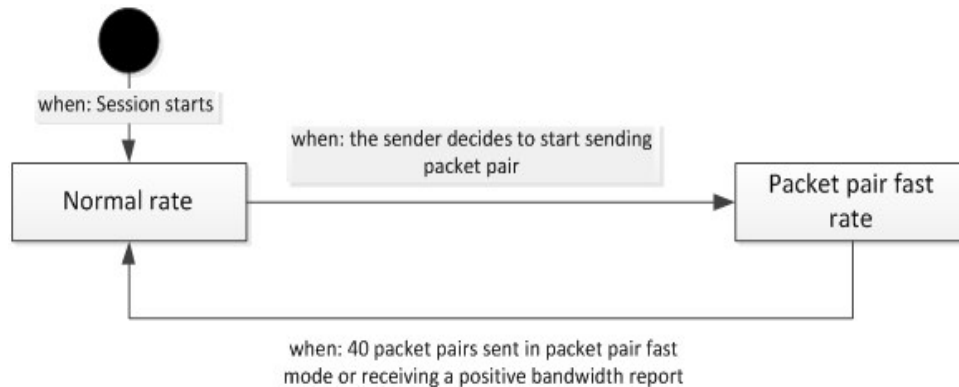 when: Session starts
when: the sender decides to start sending
packet pair
Normal rate
Packet pair fast
rate
when: 40 packet pairs sent in packet pair fast
mode or receiving a positive bandwidth report